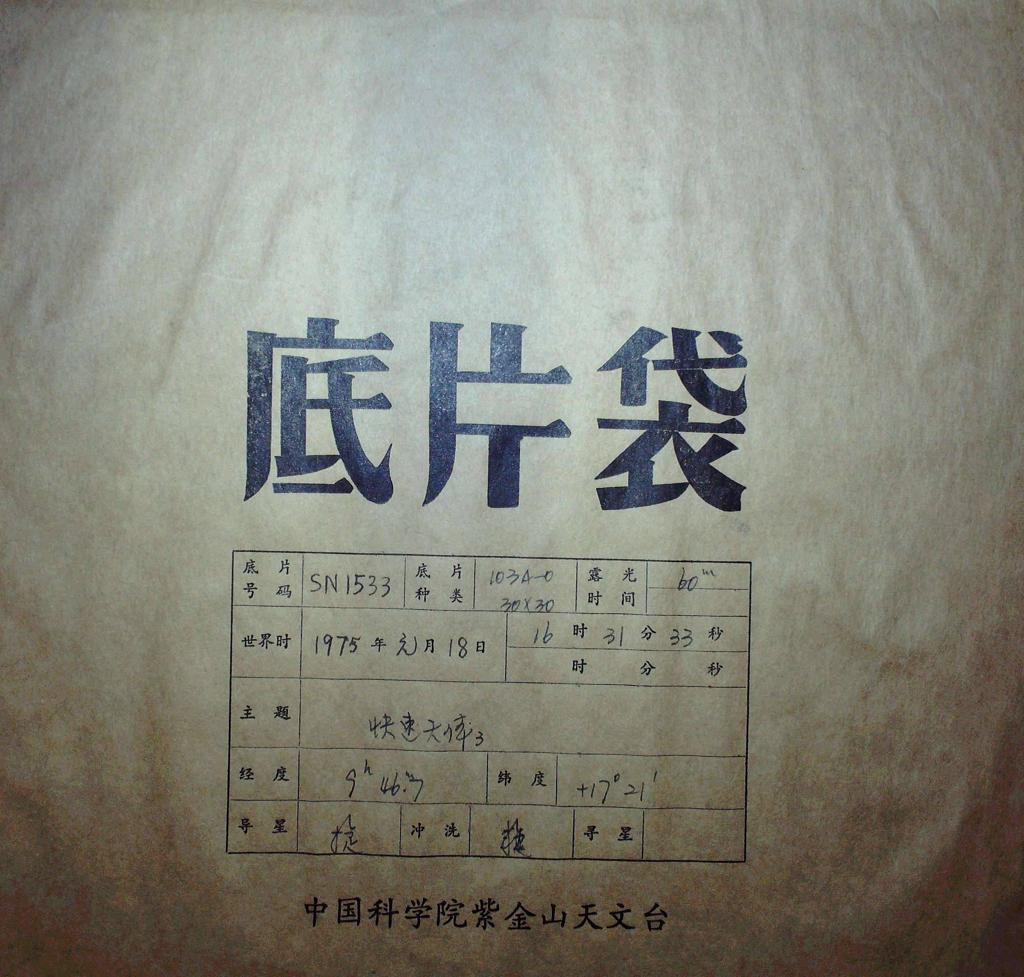 底片袋
底片号码 SN1533 底片种类 103a-O 30×30 露光时间 60ᵐ
世界时 1975年元月18日 16时31分33秒
时 分 秒
主题 快速天体3
经度 9ʰ46.ᵐ7 纬度 +17°21′
导星 冲洗 寻星
中国科学院紫金山天文台